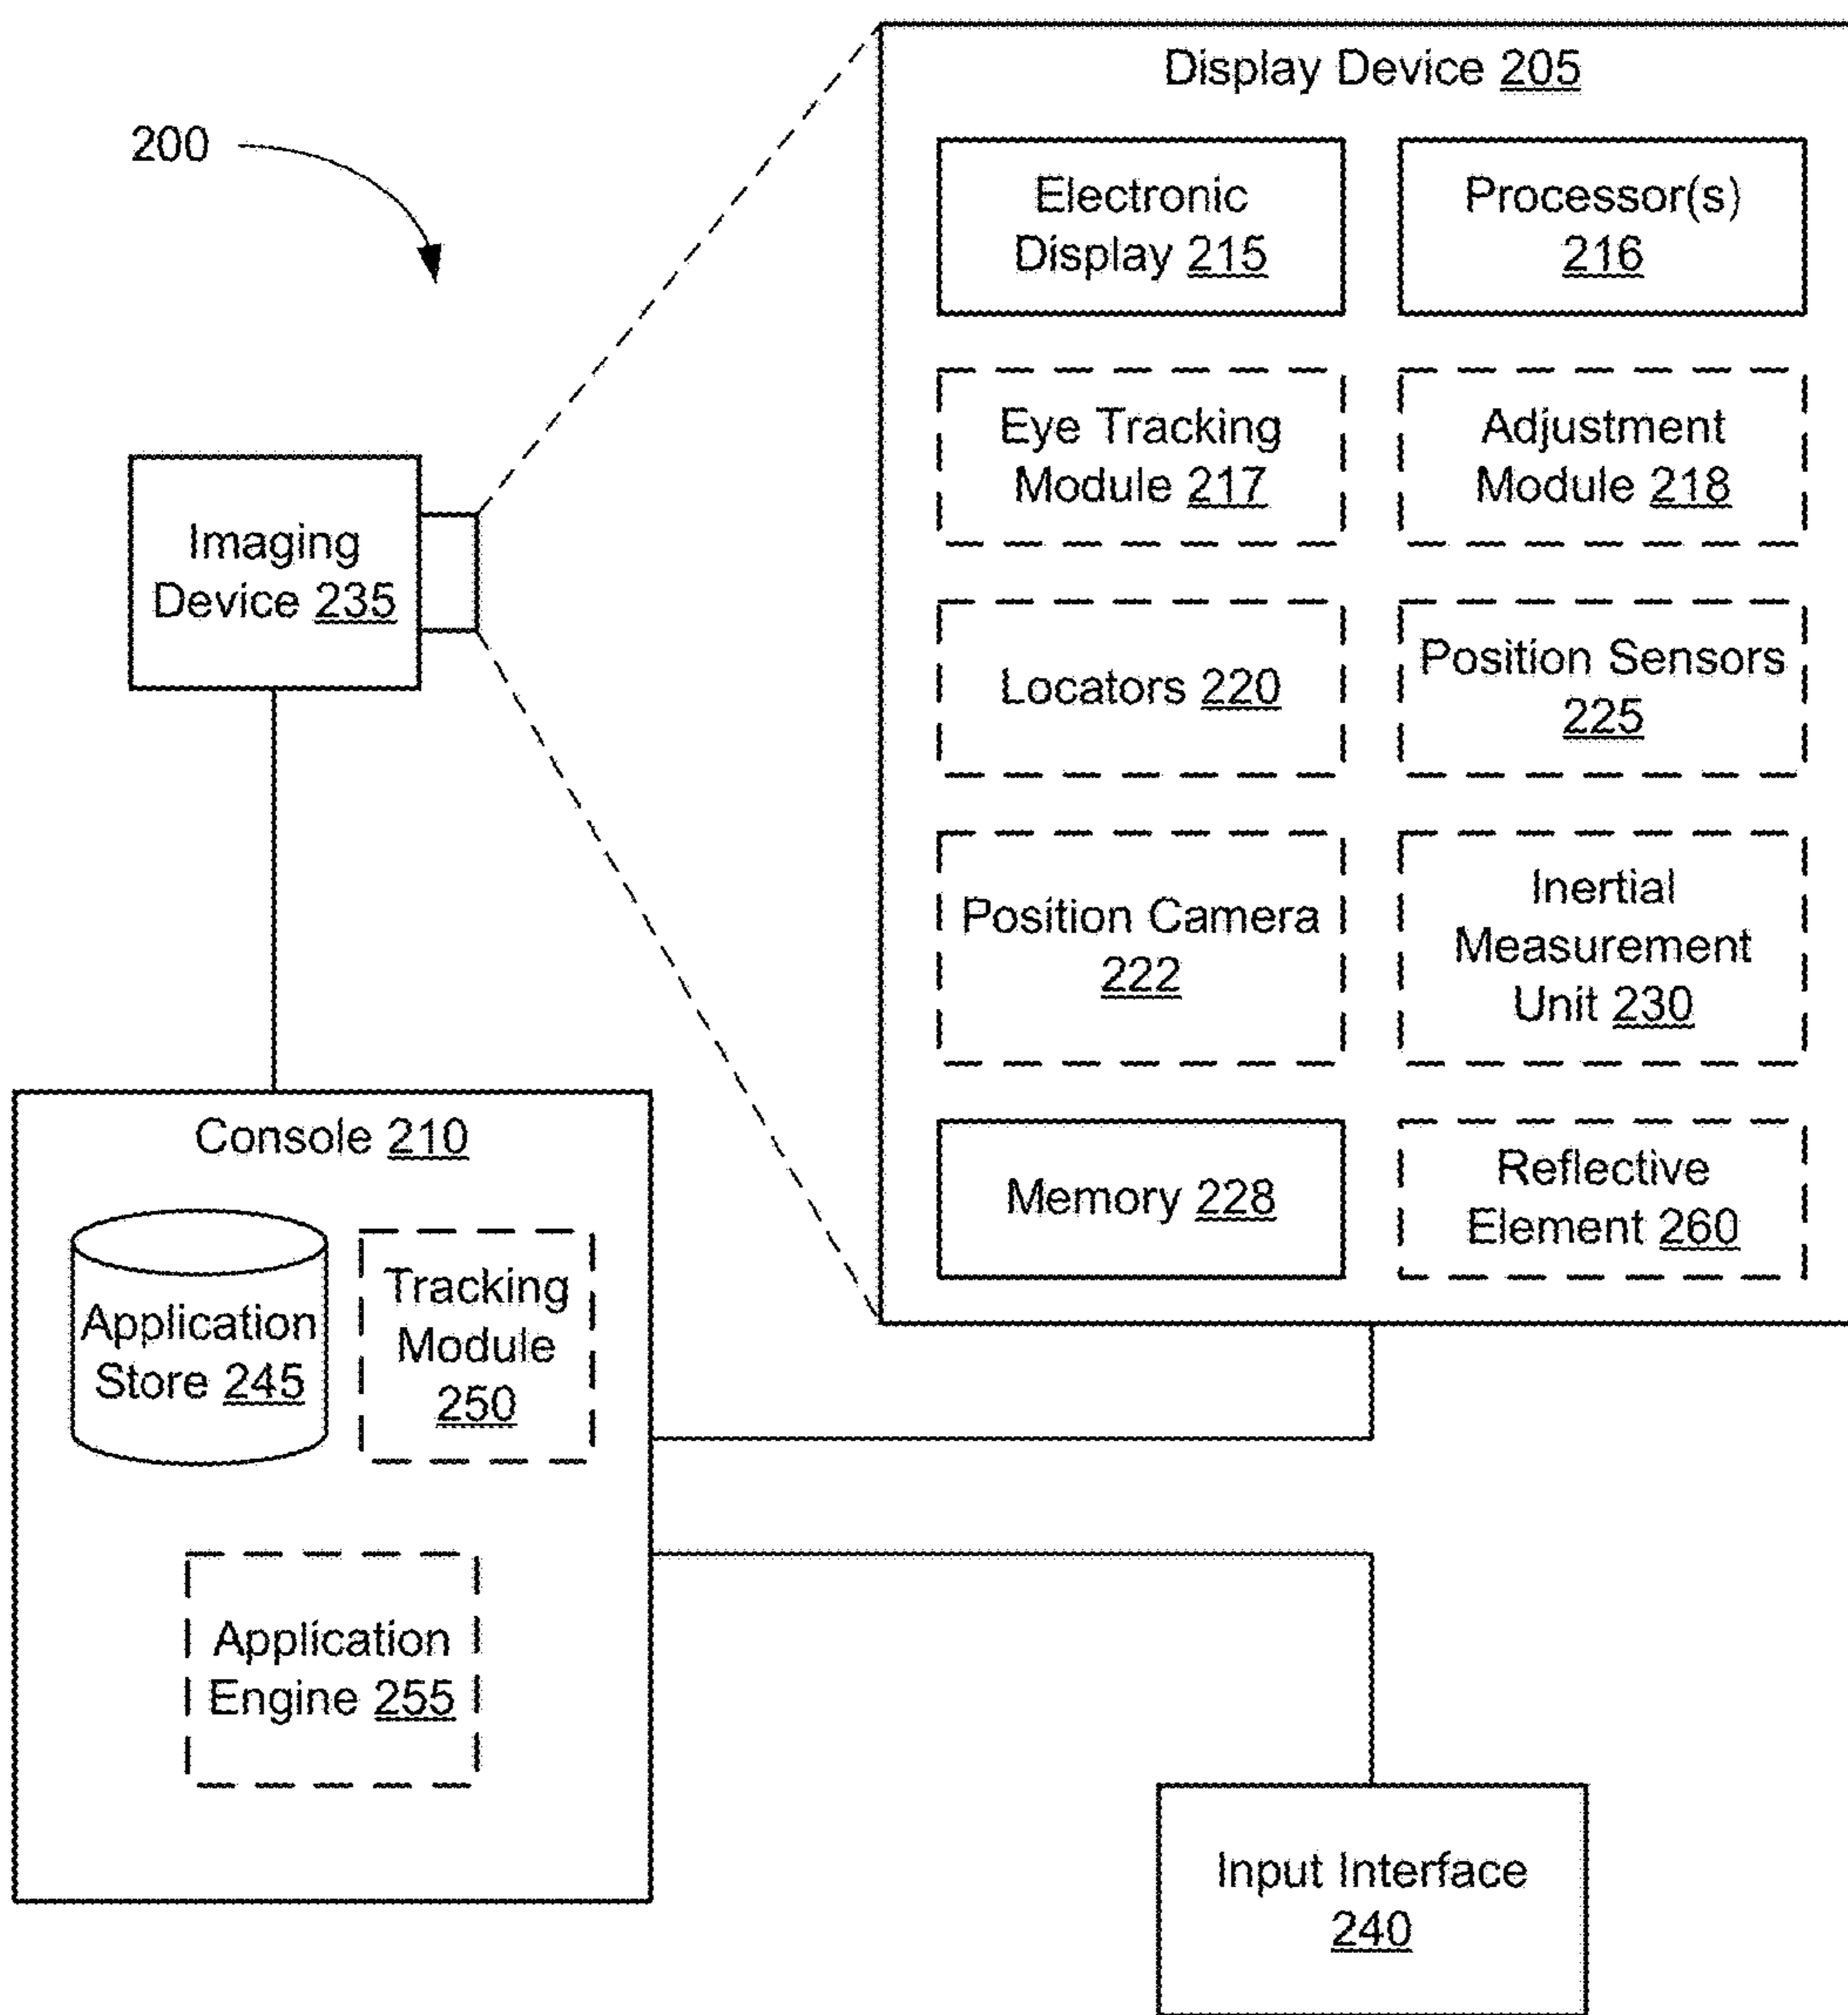 200
Display Device 205
Electronic
Display 215
Processor(s)
216
Eye Tracking
Module 217
Adjustment
Module 218
Imaging
Device 235
Locators 220
Position Sensors
225
Position Camera
222
Inertial
Measurement
Unit 230
Memory 228
Reflective
Element 260
Console 210
Application
Store 245
Tracking
Module
250
Application
Engine 255
Input Interface
240